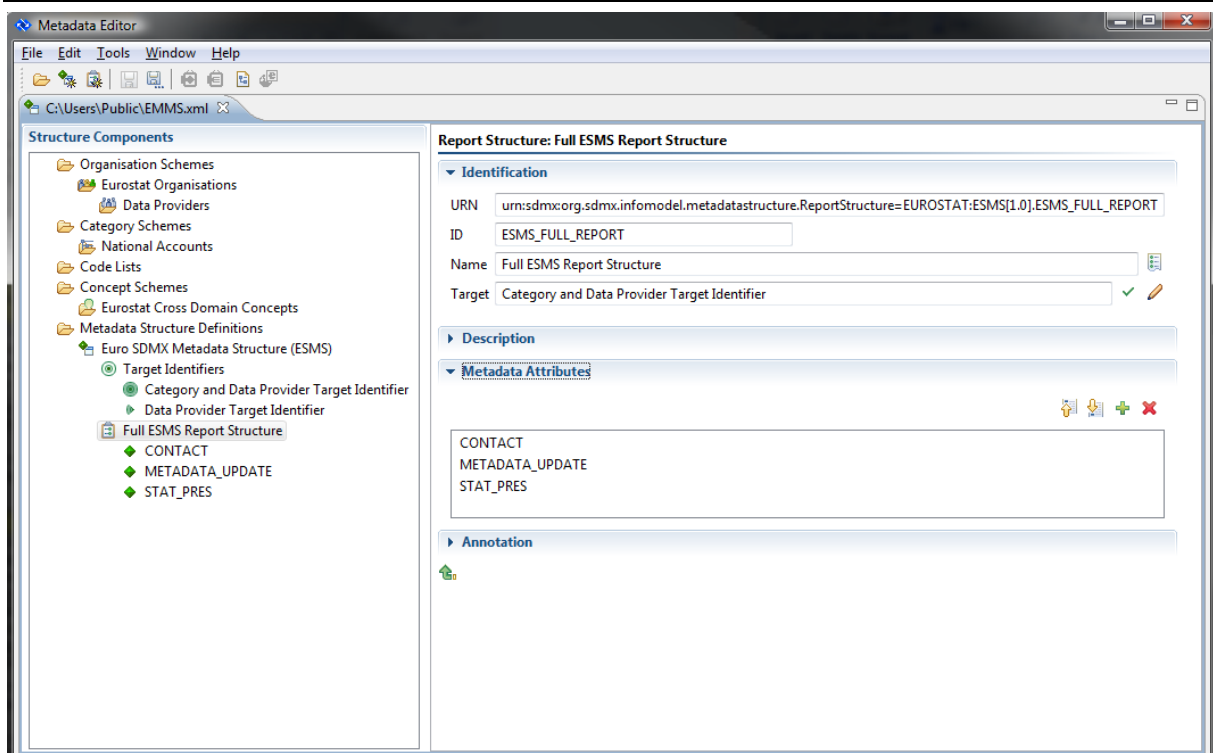 Metadata Editor
File Edit Tools Window Help
C:\Users\Public\EMMS.xml
Structure Components
Organisation Schemes
Eurostat Organisations
Data Providers
Category Schemes
National Accounts
Code Lists
Concept Schemes
Eurostat Cross Domain Concepts
Metadata Structure Definitions
Euro SDMX Metadata Structure (ESMS)
Target Identifiers
Category and Data Provider Target Identifier
Data Provider Target Identifier
Full ESMS Report Structure
CONTACT
METADATA_UPDATE
STAT_PRES
Report Structure: Full ESMS Report Structure
Identification
URN urn:sdmx:org.sdmx.infomodel.metadatastructure.ReportStructure=EUROSTAT:ESMS[1.0].ESMS_FULL_REPORT
ID ESMS_FULL_REPORT
Name Full ESMS Report Structure
Target Category and Data Provider Target Identifier
Description
Metadata Attributes
CONTACT
METADATA_UPDATE
STAT_PRES
Annotation